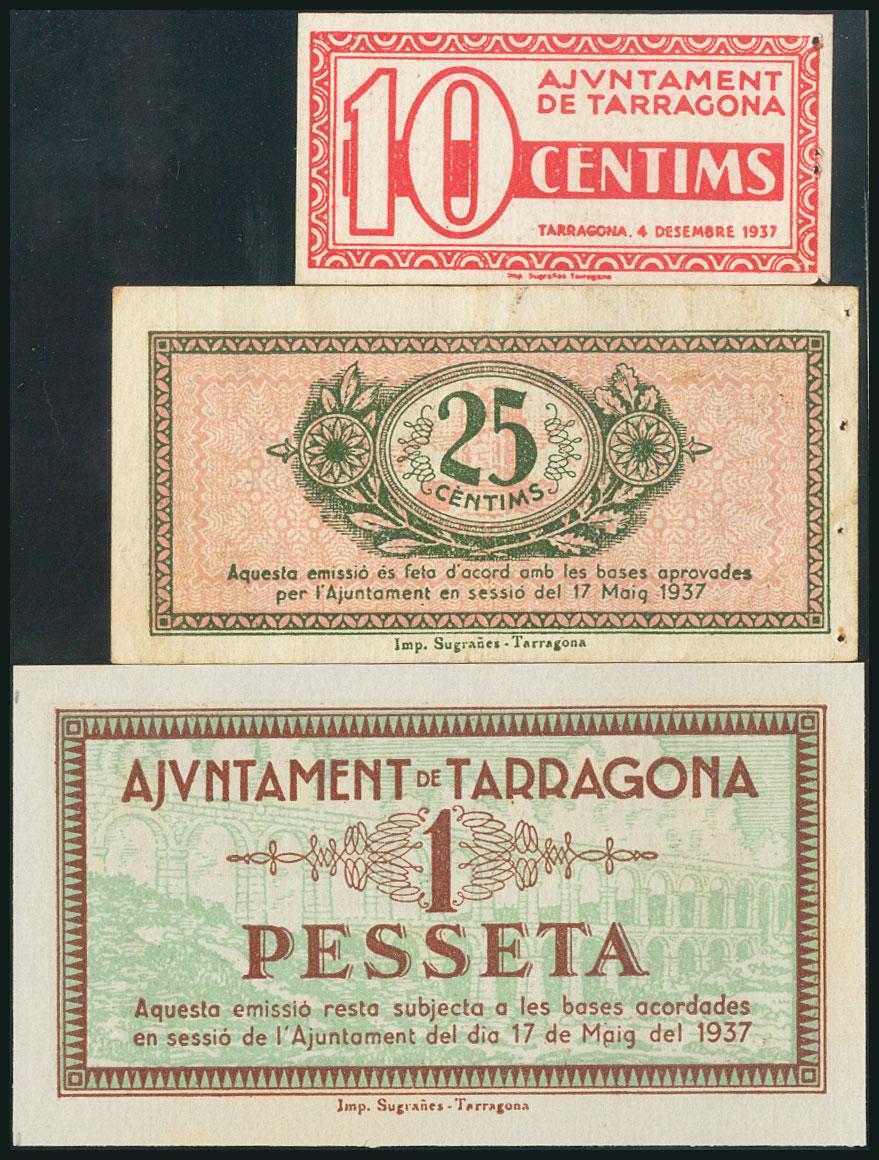 10
AJVNTAMENT
DE TARRAGONA
CÈNTIMS
TARRAGONA, 4 DESEMBRE 1937
Imp Sugrañes Tarragona
25
CÈNTIMS
Aquesta emissió és feta d'acord amb les bases aprovades
per l'Ajuntament en sessió del 17 Maig 1937
Imp. Sugrañes - Tarragona
AJVNTAMENT DE TARRAGONA
1
PESSETA
Aquesta emissió resta subjecta a les bases acordades
en sessió de l'Ajuntament del dia 17 de Maig del 1937
Imp. Sugrañes - Tarragona